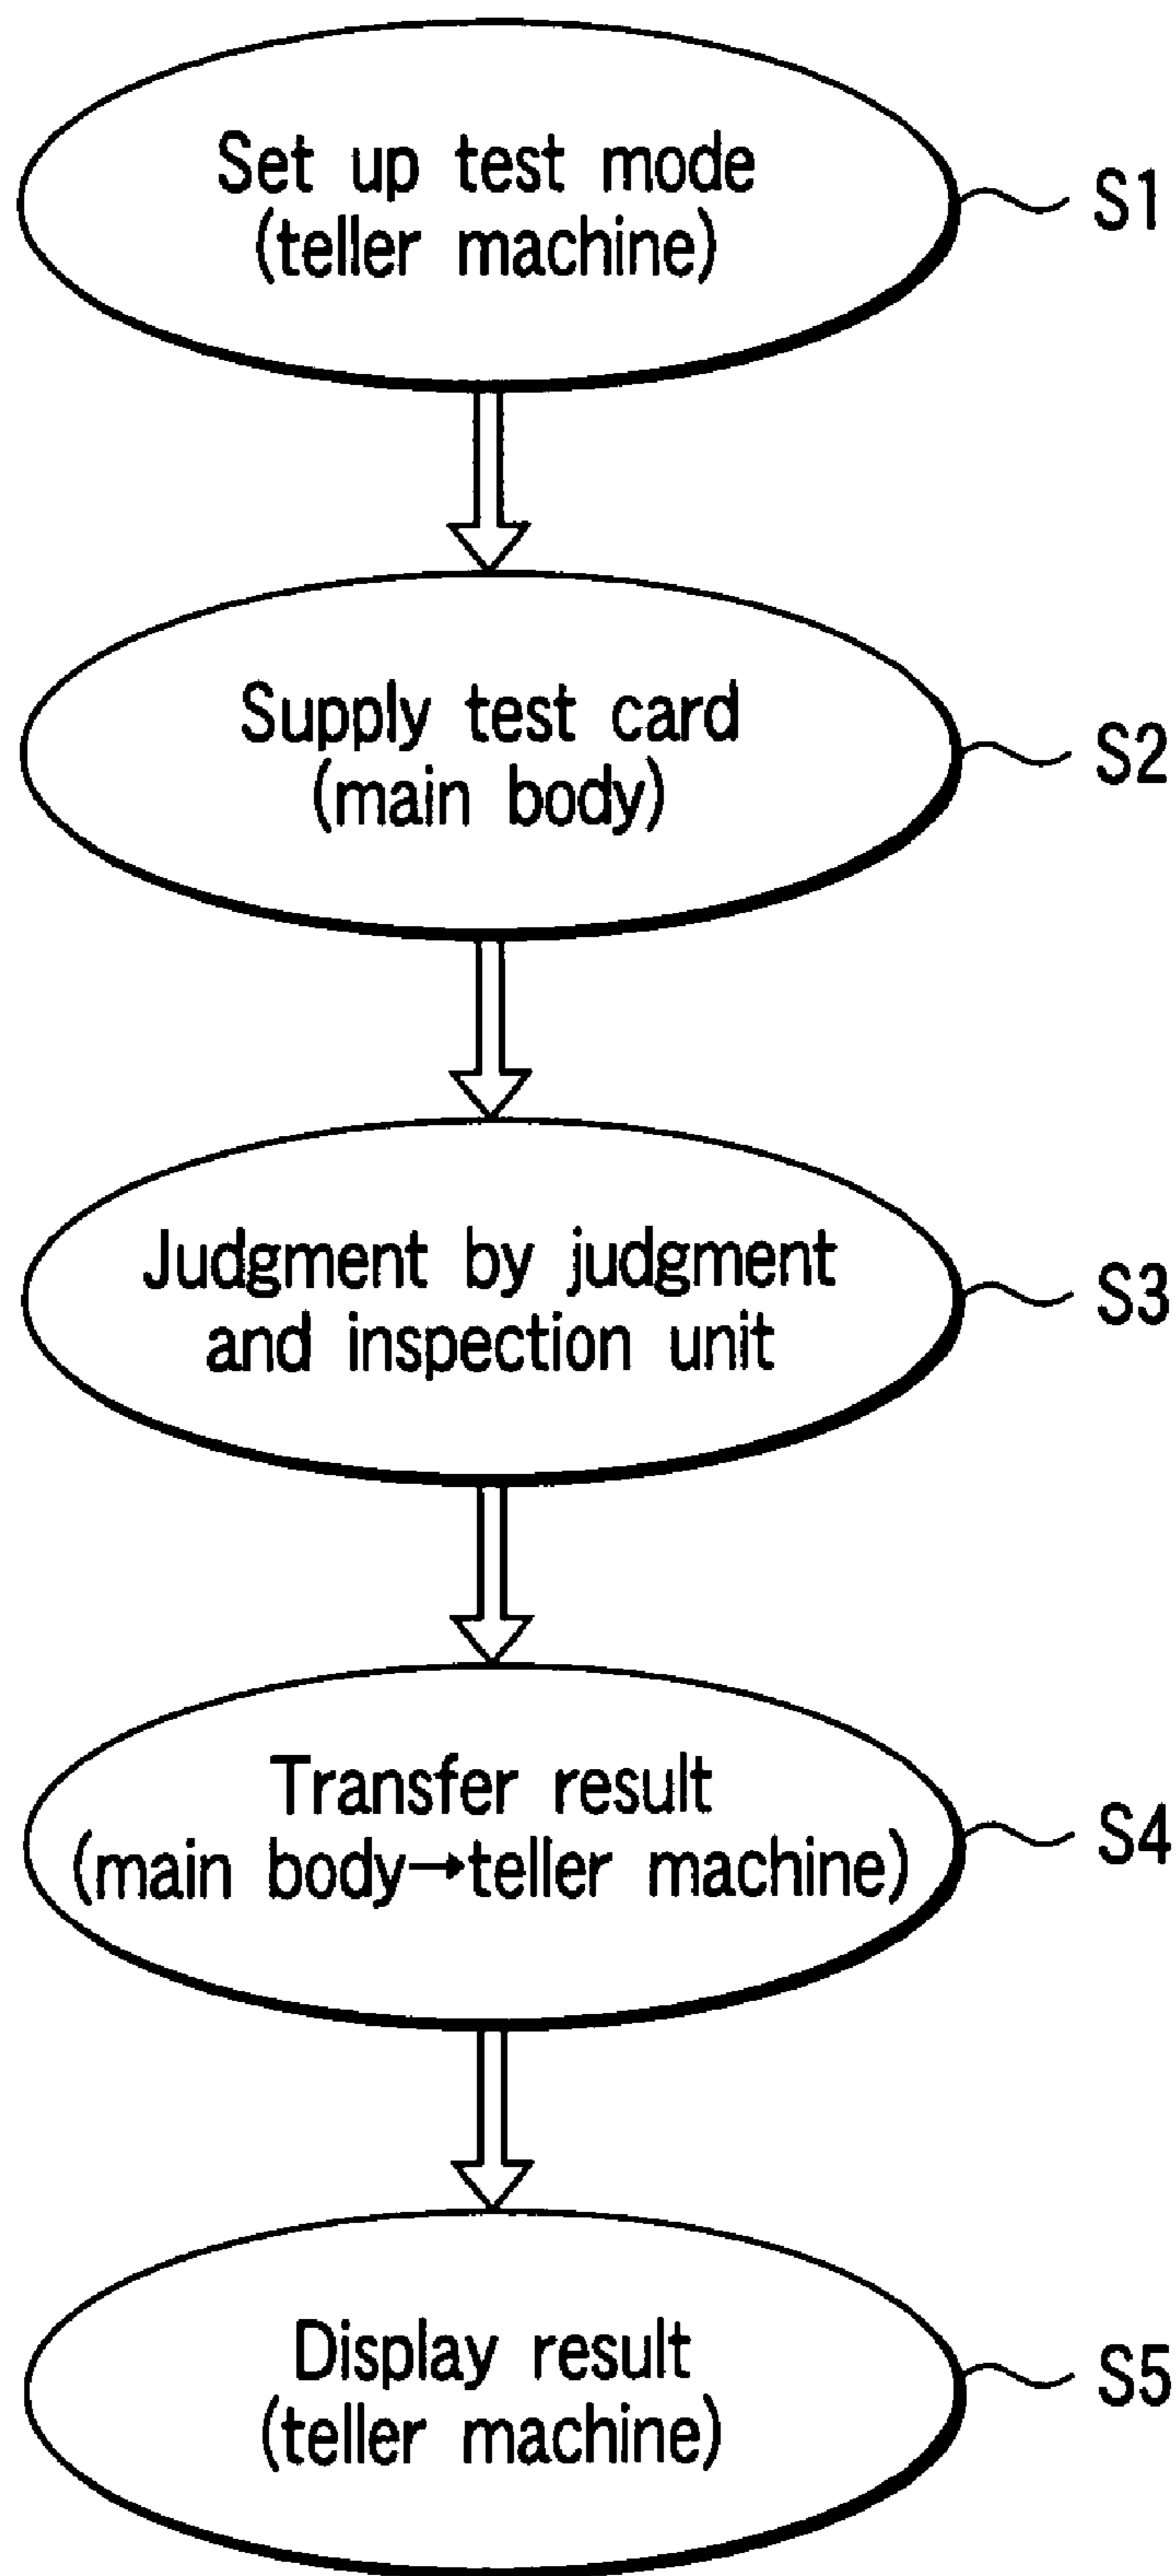 Set up test mode
(teller machine)
S1
Supply test card
(main body)
S2
Judgment by judgment
and inspection unit
S3
Transfer result
(main body→teller machine)
S4
Display result
(teller machine)
S5